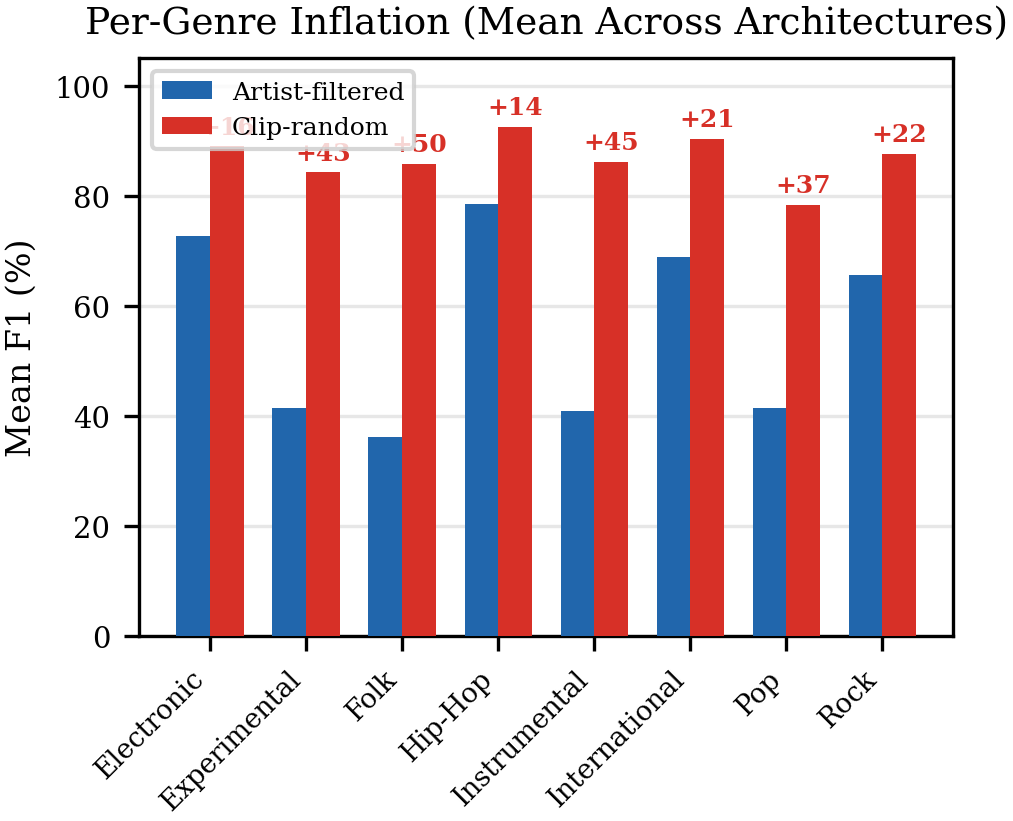 Per-Genre Inflation (Mean Across Architectures)
Mean F1 (%)
100
80
60
40
20
0
Artist-filtered
Clip-random
+43
+50
+14
+45
+21
+37
+22
Electronic
Experimental
Folk
Hip-Hop
Instrumental
International
Pop
Rock